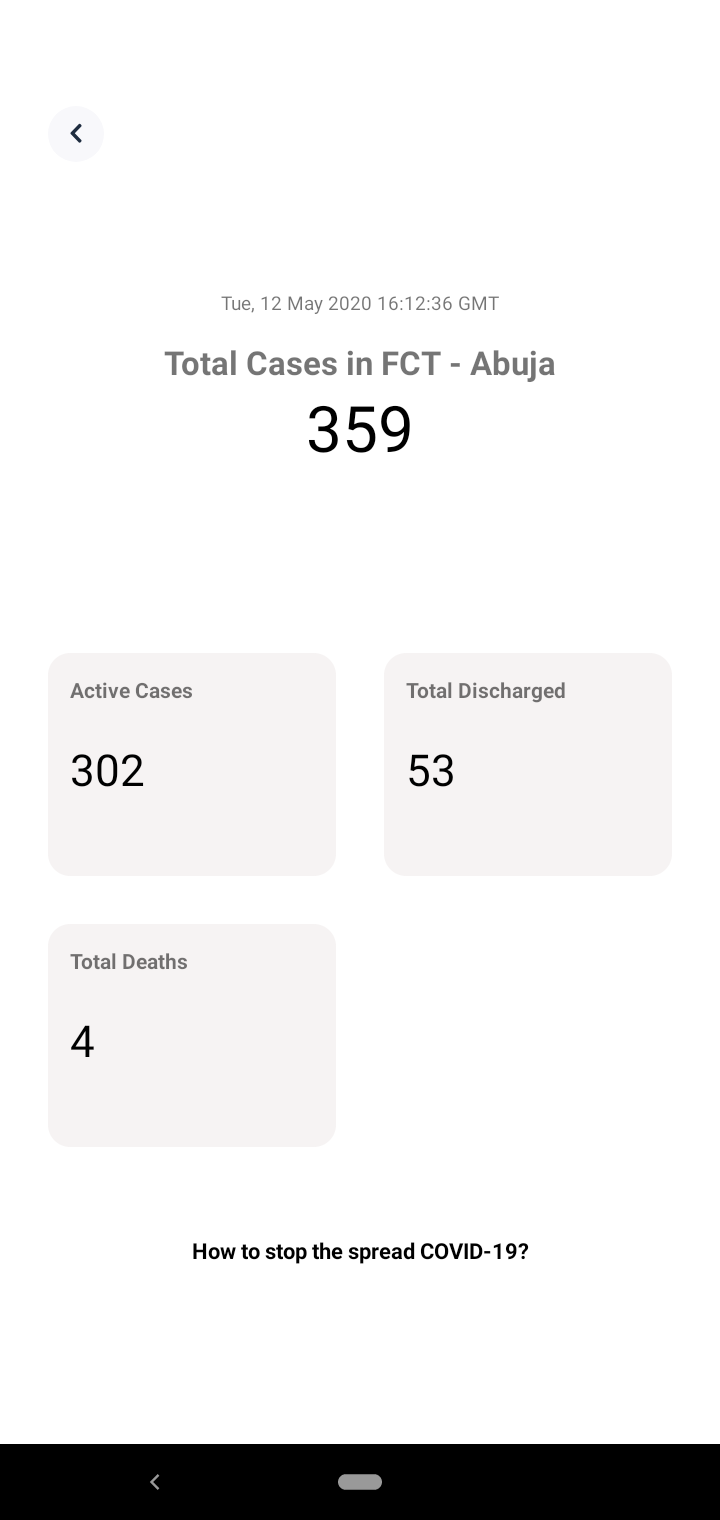 Tue, 12 May 2020 16:12:36 GMT
Total Cases in FCT - Abuja
359
Active Cases
302
Total Discharged
53
Total Deaths
4
How to stop the spread COVID-19?